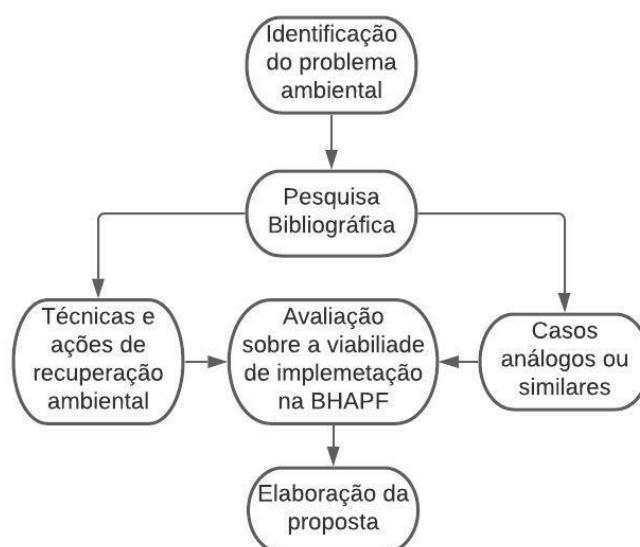 Identificação
do problema
ambiental
Pesquisa
Bibliográfica
Técnicas e
ações de
recuperação
ambiental
Avaliação
sobre a viabiliade
de implemetação
na BHAPF
Casos
análogos ou
similares
Elaboração da
proposta